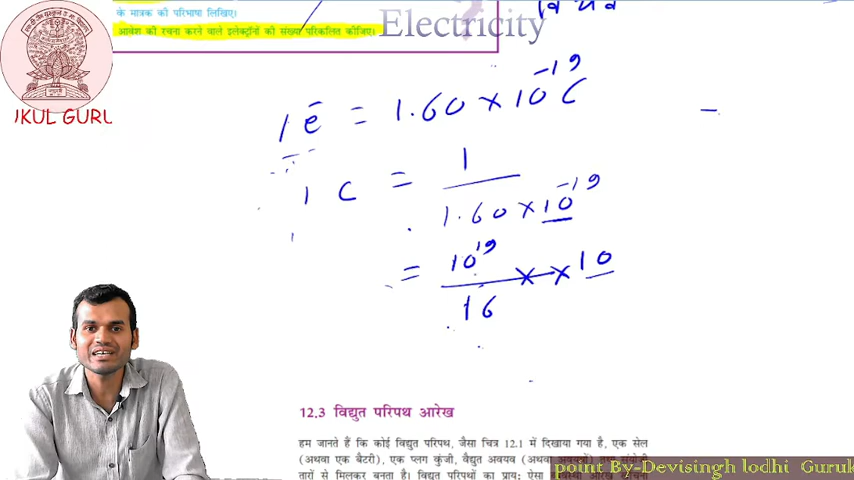 के मात्रक की परिभाषा लिखिए।
आवेश की रचना करने वाले इलेक्ट्रॉनों की संख्या परिकलित कीजिए।
Electricity
KUL GURU
1 e⁻ = 1.60 × 10⁻¹⁹ C
1 C = 1 / 1.60 × 10⁻¹⁹
= 10¹⁹ / 16 × × 10
12.3 विद्युत परिपथ आरेख
हम जानते हैं कि कोई विद्युत परिपथ, जैसा चित्र 12.1 में दिखाया गया है, एक सेल
(अथवा एक बैटरी), एक प्लग कुंजी, वैद्युत अवयव (अथवा
तारों से मिलकर बनता है। विद्युत परिपथों का प्रायः ऐसा
point By-Devisingh lodhi Guruk